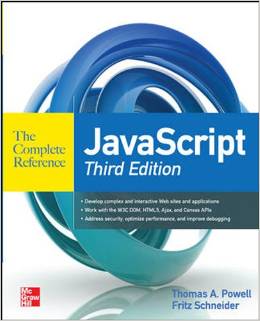 The
Complete
Reference
JavaScript
Third Edition
• Develop complex and interactive Web sites and applications
• Work with the W3C DOM, HTML5, Ajax, and Canvas APIs
• Address security, optimize performance, and improve debugging
Thomas A. Powell
Fritz Schneider
Mc
Graw
Hill